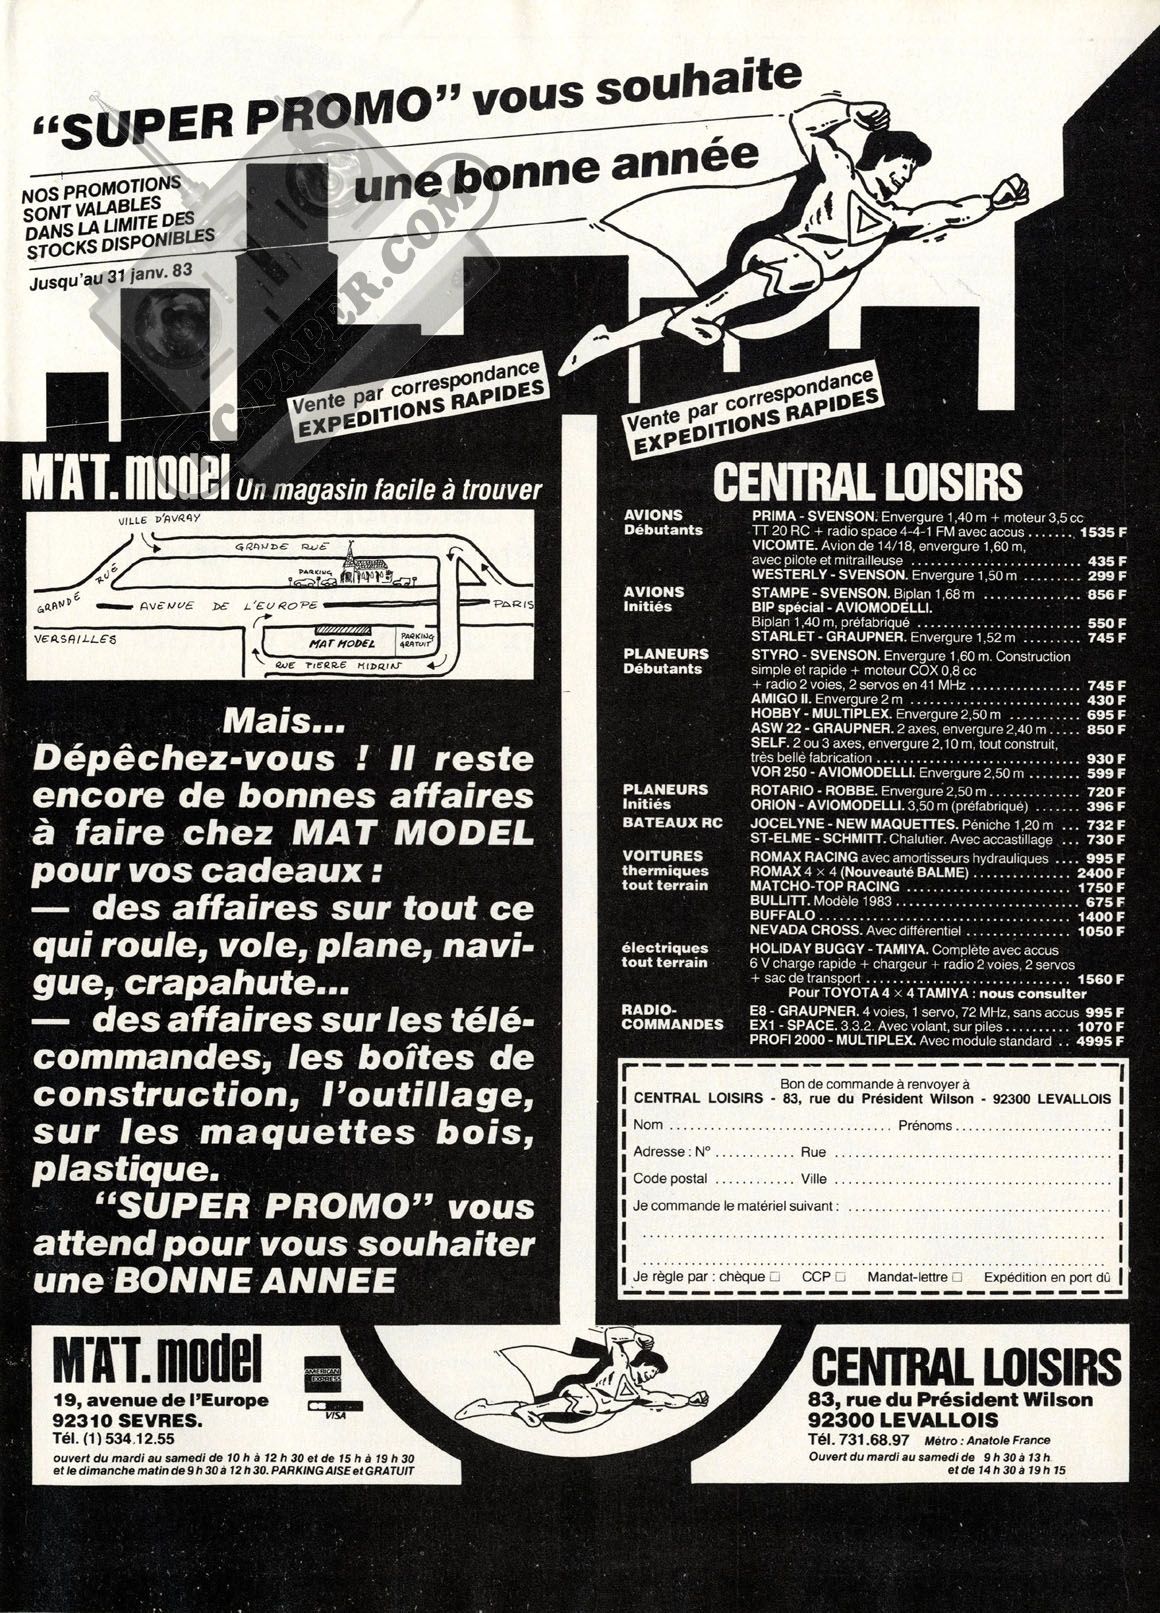 “SUPER PROMO” vous souhaite
une bonne année
NOS PROMOTIONS
SONT VALABLES
DANS LA LIMITE DES
STOCKS DISPONIBLES
Jusqu'au 31 janv. 83
RC-PAPER.COM
Vente par correspondance
EXPEDITIONS RAPIDES
Vente par correspondance
EXPEDITIONS RAPIDES
MAT. model Un magasin facile à trouver
VILLE D'AVRAY
GRANDE RUE
PARKING
GRANDE RUE
AVENUE DE L'EUROPE
PARIS
VERSAILLES
MAT MODEL
PARKING
GRATUIT
RUE PIERRE MIDRIN
Mais...
Dépêchez-vous ! Il reste
encore de bonnes affaires
à faire chez MAT MODEL
pour vos cadeaux :
— des affaires sur tout ce
qui roule, vole, plane, navi-
gue, crapahute...
— des affaires sur les télé-
commandes, les boîtes de
construction, l'outillage,
sur les maquettes bois,
plastique.
“SUPER PROMO” vous
attend pour vous souhaiter
une BONNE ANNEE
CENTRAL LOISIRS
AVIONS PRIMA - SVENSON. Envergure 1,40 m + moteur 3,5 cc
Débutants TT 20 RC + radio space 4-4-1 FM avec accus ....... 1535 F
VICOMTE. Avion de 14/18, envergure 1,60 m,
avec pilote et mitrailleuse ........................ 435 F
WESTERLY - SVENSON. Envergure 1,50 m .......... 299 F
AVIONS STAMPE - SVENSON. Biplan 1,68 m ............... 856 F
Initiés BIP spécial - AVIOMODELLI.
Biplan 1,40 m, préfabriqué ......................... 550 F
STARLET - GRAUPNER. Envergure 1,52 m .......... 745 F
PLANEURS STYRO - SVENSON. Envergure 1,60 m. Construction
Débutants simple et rapide + moteur COX 0,8 cc
+ radio 2 voies, 2 servos en 41 MHz ................. 745 F
AMIGO II. Envergure 2 m .......................... 430 F
HOBBY - MULTIPLEX. Envergure 2,50 m ........... 695 F
ASW 22 - GRAUPNER. 2 axes, envergure 2,40 m ..... 850 F
SELF. 2 ou 3 axes, envergure 2,10 m, tout construit,
très belle fabrication .............................. 930 F
VOR 250 - AVIOMODELLI. Envergure 2,50 m ........ 599 F
PLANEURS ROTARIO - ROBBE. Envergure 2,50 m .............. 720 F
Initiés ORION - AVIOMODELLI. 3,50 m (préfabriqué) ....... 396 F
BATEAUX RC JOCELYNE - NEW MAQUETTES. Péniche 1,20 m ... 732 F
ST-ELME - SCHMITT. Chalutier. Avec accastillage ... 730 F
VOITURES ROMAX RACING avec amortisseurs hydrauliques .... 995 F
thermiques ROMAX 4 × 4 (Nouveauté BALME) .............. 2400 F
tout terrain MATCHO-TOP RACING ........................ 1750 F
BULLITT. Modèle 1983 ........................... 675 F
BUFFALO ..................................... 1400 F
NEVADA CROSS. Avec différentiel ................. 1050 F
électriques HOLIDAY BUGGY - TAMIYA. Complète avec accus
tout terrain 6 V charge rapide + chargeur + radio 2 voies, 2 servos
+ sac de transport .............................. 1560 F
Pour TOYOTA 4 × 4 TAMIYA : nous consulter
RADIO- E8 - GRAUPNER. 4 voies, 1 servo, 72 MHz, sans accus 995 F
COMMANDES EX1 - SPACE. 3.3.2. Avec volant, sur piles .......... 1070 F
PROFI 2000 - MULTIPLEX. Avec module standard .. 4995 F
Bon de commande à renvoyer à
CENTRAL LOISIRS - 83, rue du Président Wilson - 92300 LEVALLOIS
Nom ................................ Prénoms .......................
Adresse : N° ............ Rue ........................................
Code postal ............ Ville ........................................
Je commande le matériel suivant : ......................................
Je règle par : chèque □ CCP □ Mandat-lettre □ Expédition en port dû
MAT. model
19, avenue de l'Europe
92310 SEVRES.
Tél. (1) 534.12.55
ouvert du mardi au samedi de 10 h à 12 h 30 et de 15 h à 19 h 30
et le dimanche matin de 9 h 30 à 12 h 30. PARKING AISE et GRATUIT
AMERICAN
EXPRESS
CB
VISA
CENTRAL LOISIRS
83, rue du Président Wilson
92300 LEVALLOIS
Tél. 731.68.97 Métro : Anatole France
Ouvert du mardi au samedi de 9 h 30 à 13 h.
et de 14 h 30 à 19 h 15